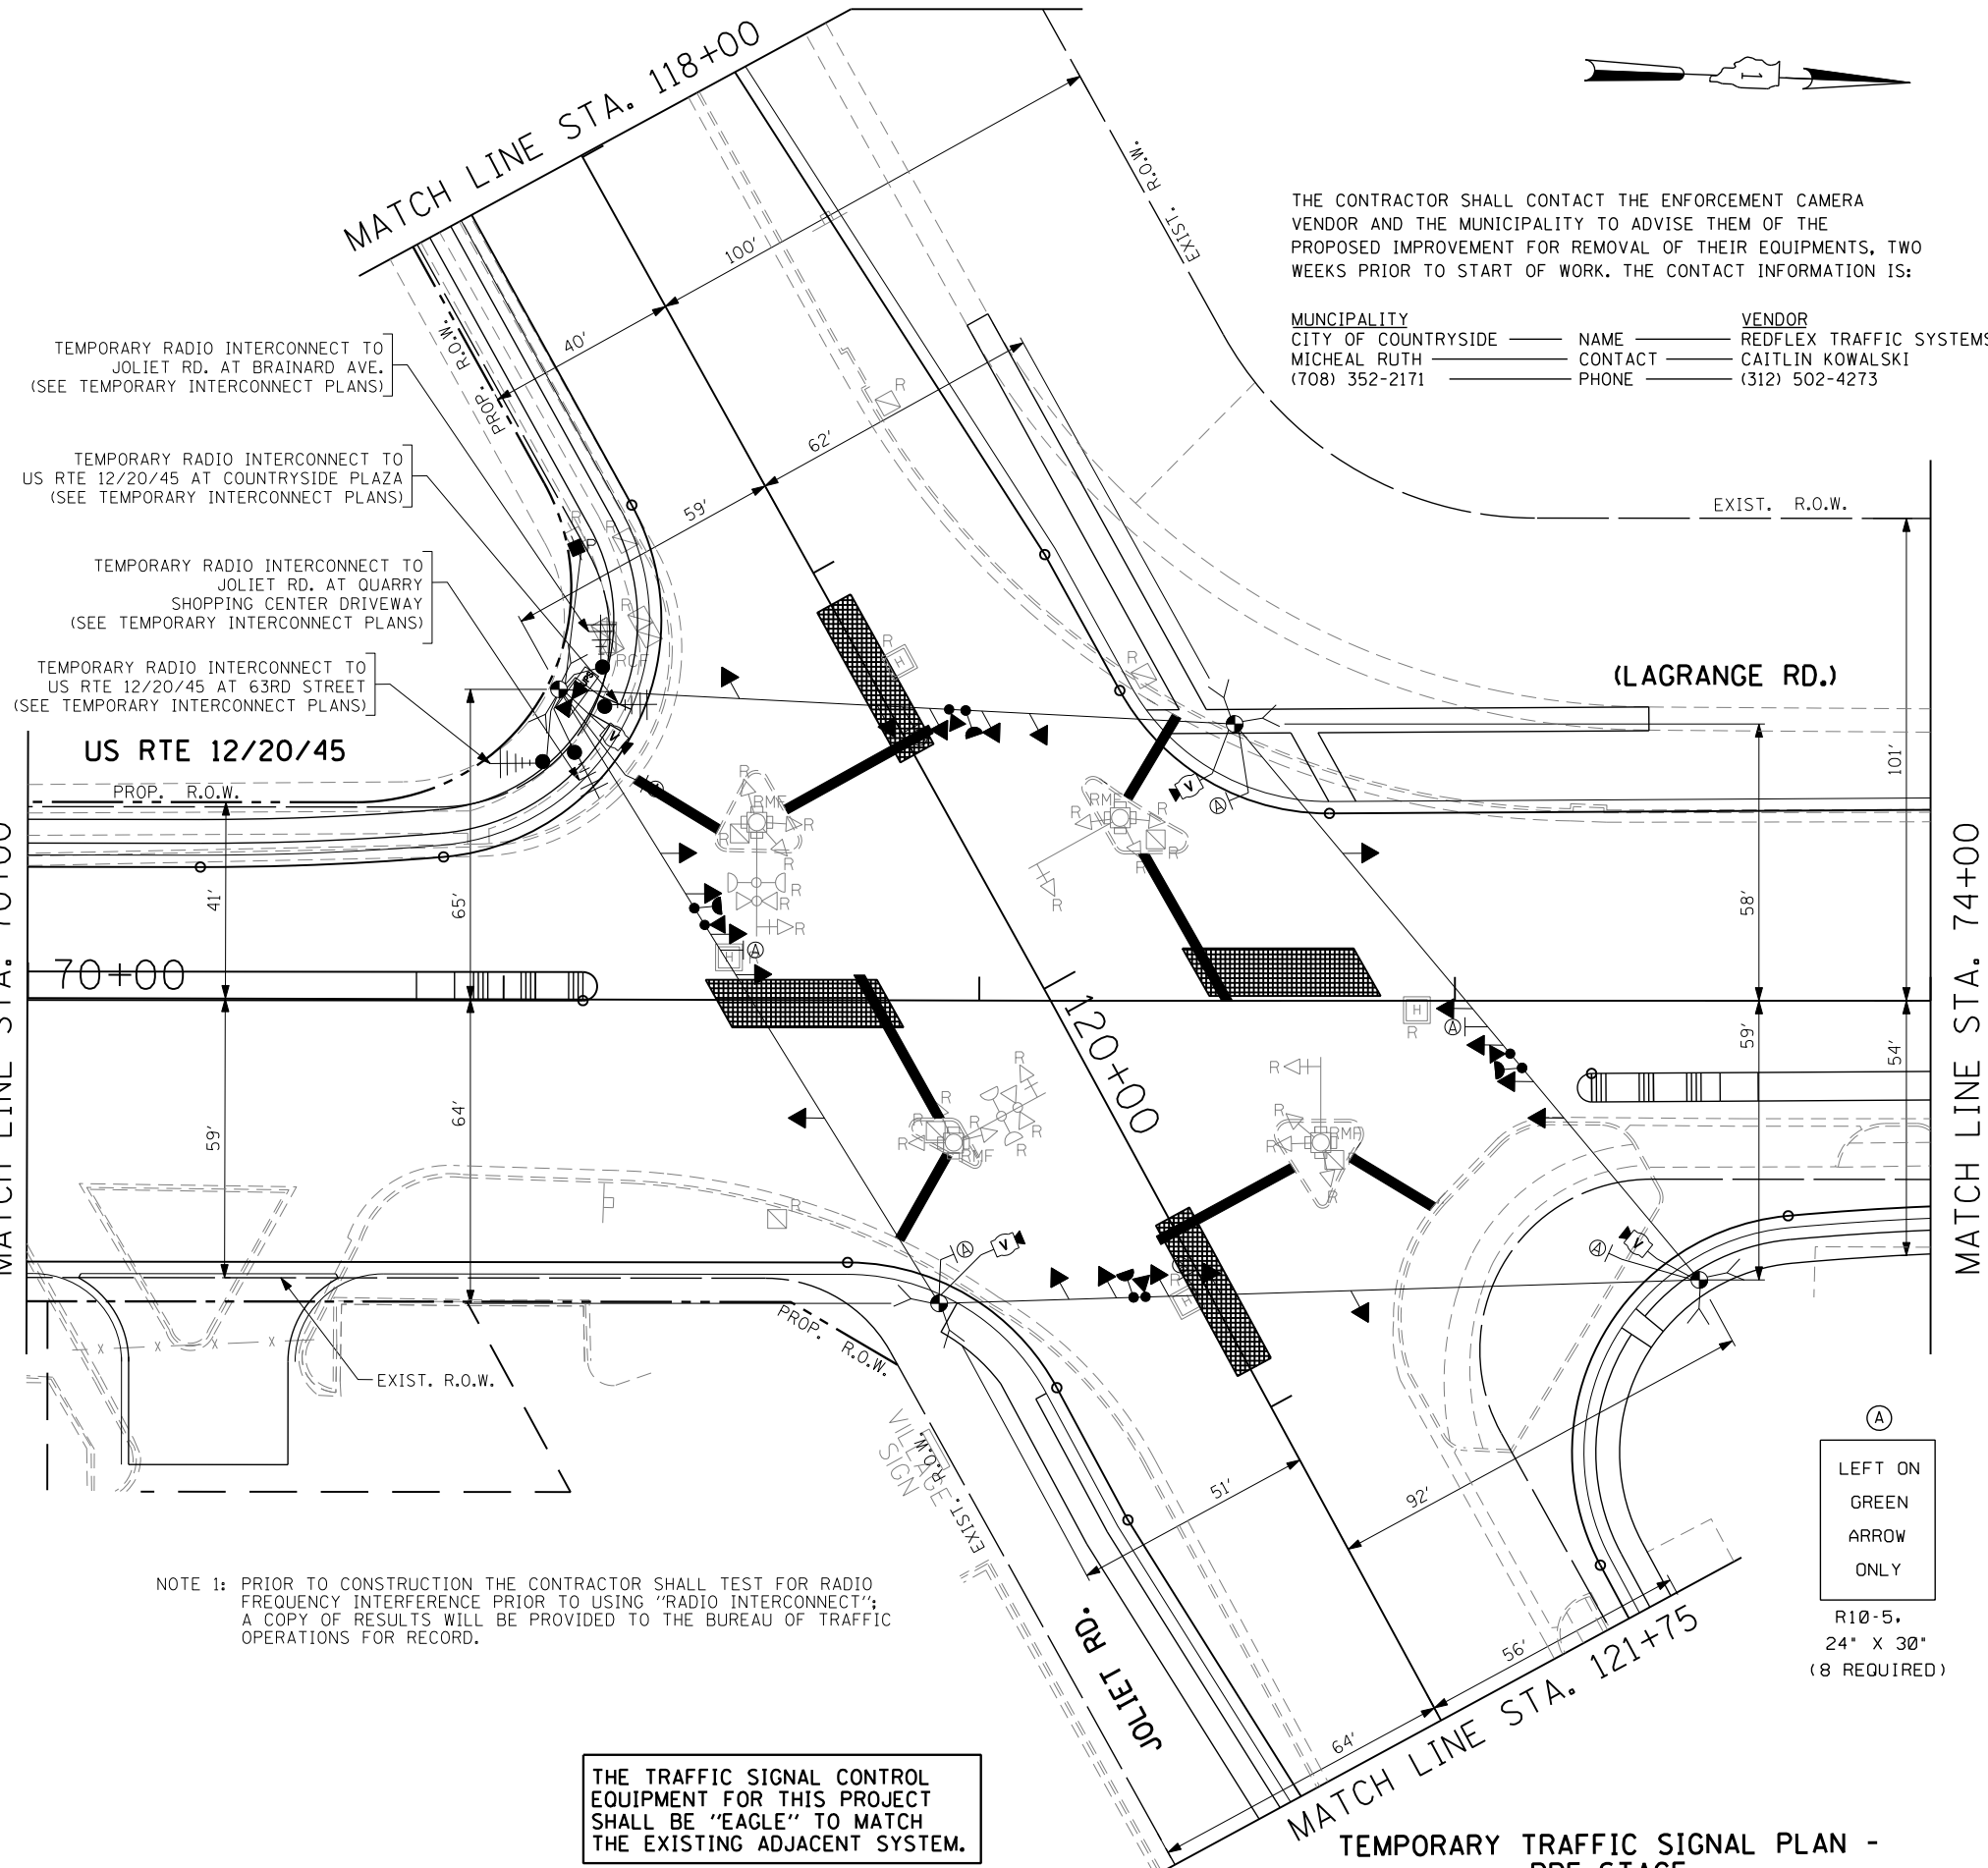 MATCH LINE STA. 118+00
1
EXIST. R.O.W.
THE CONTRACTOR SHALL CONTACT THE ENFORCEMENT CAMERA
VENDOR AND THE MUNICIPALITY TO ADVISE THEM OF THE
PROPOSED IMPROVEMENT FOR REMOVAL OF THEIR EQUIPMENTS, TWO
WEEKS PRIOR TO START OF WORK. THE CONTACT INFORMATION IS:
MUNCIPALITY VENDOR
CITY OF COUNTRYSIDE NAME REDFLEX TRAFFIC SYSTEMS
MICHEAL RUTH CONTACT CAITLIN KOWALSKI
(708) 352-2171 PHONE (312) 502-4273
100'
40'
62'
59'
PROP. R.O.W.
TEMPORARY RADIO INTERCONNECT TO
JOLIET RD. AT BRAINARD AVE.
(SEE TEMPORARY INTERCONNECT PLANS)
TEMPORARY RADIO INTERCONNECT TO
US RTE 12/20/45 AT COUNTRYSIDE PLAZA
(SEE TEMPORARY INTERCONNECT PLANS)
TEMPORARY RADIO INTERCONNECT TO
JOLIET RD. AT QUARRY
SHOPPING CENTER DRIVEWAY
(SEE TEMPORARY INTERCONNECT PLANS)
TEMPORARY RADIO INTERCONNECT TO
US RTE 12/20/45 AT 63RD STREET
(SEE TEMPORARY INTERCONNECT PLANS)
EXIST. R.O.W.
(LAGRANGE RD.)
US RTE 12/20/45
PROP. R.O.W.
P
RCF
RMF
RMF
RMF
RMF
R
H
V
A
41'
65'
101'
58'
70+00
120+00
59'
64'
59'
54'
MATCH LINE STA. 74+00
PROP. R.O.W.
EXIST. R.O.W.
VILLAGE
SIGN
EXIST. R.O.W.
51'
92'
56'
64'
A
LEFT ON
GREEN
ARROW
ONLY
R10-5,
24" X 30"
(8 REQUIRED)
NOTE 1: PRIOR TO CONSTRUCTION THE CONTRACTOR SHALL TEST FOR RADIO
FREQUENCY INTERFERENCE PRIOR TO USING "RADIO INTERCONNECT";
A COPY OF RESULTS WILL BE PROVIDED TO THE BUREAU OF TRAFFIC
OPERATIONS FOR RECORD.
JOLIET RD.
MATCH LINE STA. 121+75
THE TRAFFIC SIGNAL CONTROL
EQUIPMENT FOR THIS PROJECT
SHALL BE "EAGLE" TO MATCH
THE EXISTING ADJACENT SYSTEM.
TEMPORARY TRAFFIC SIGNAL PLAN -